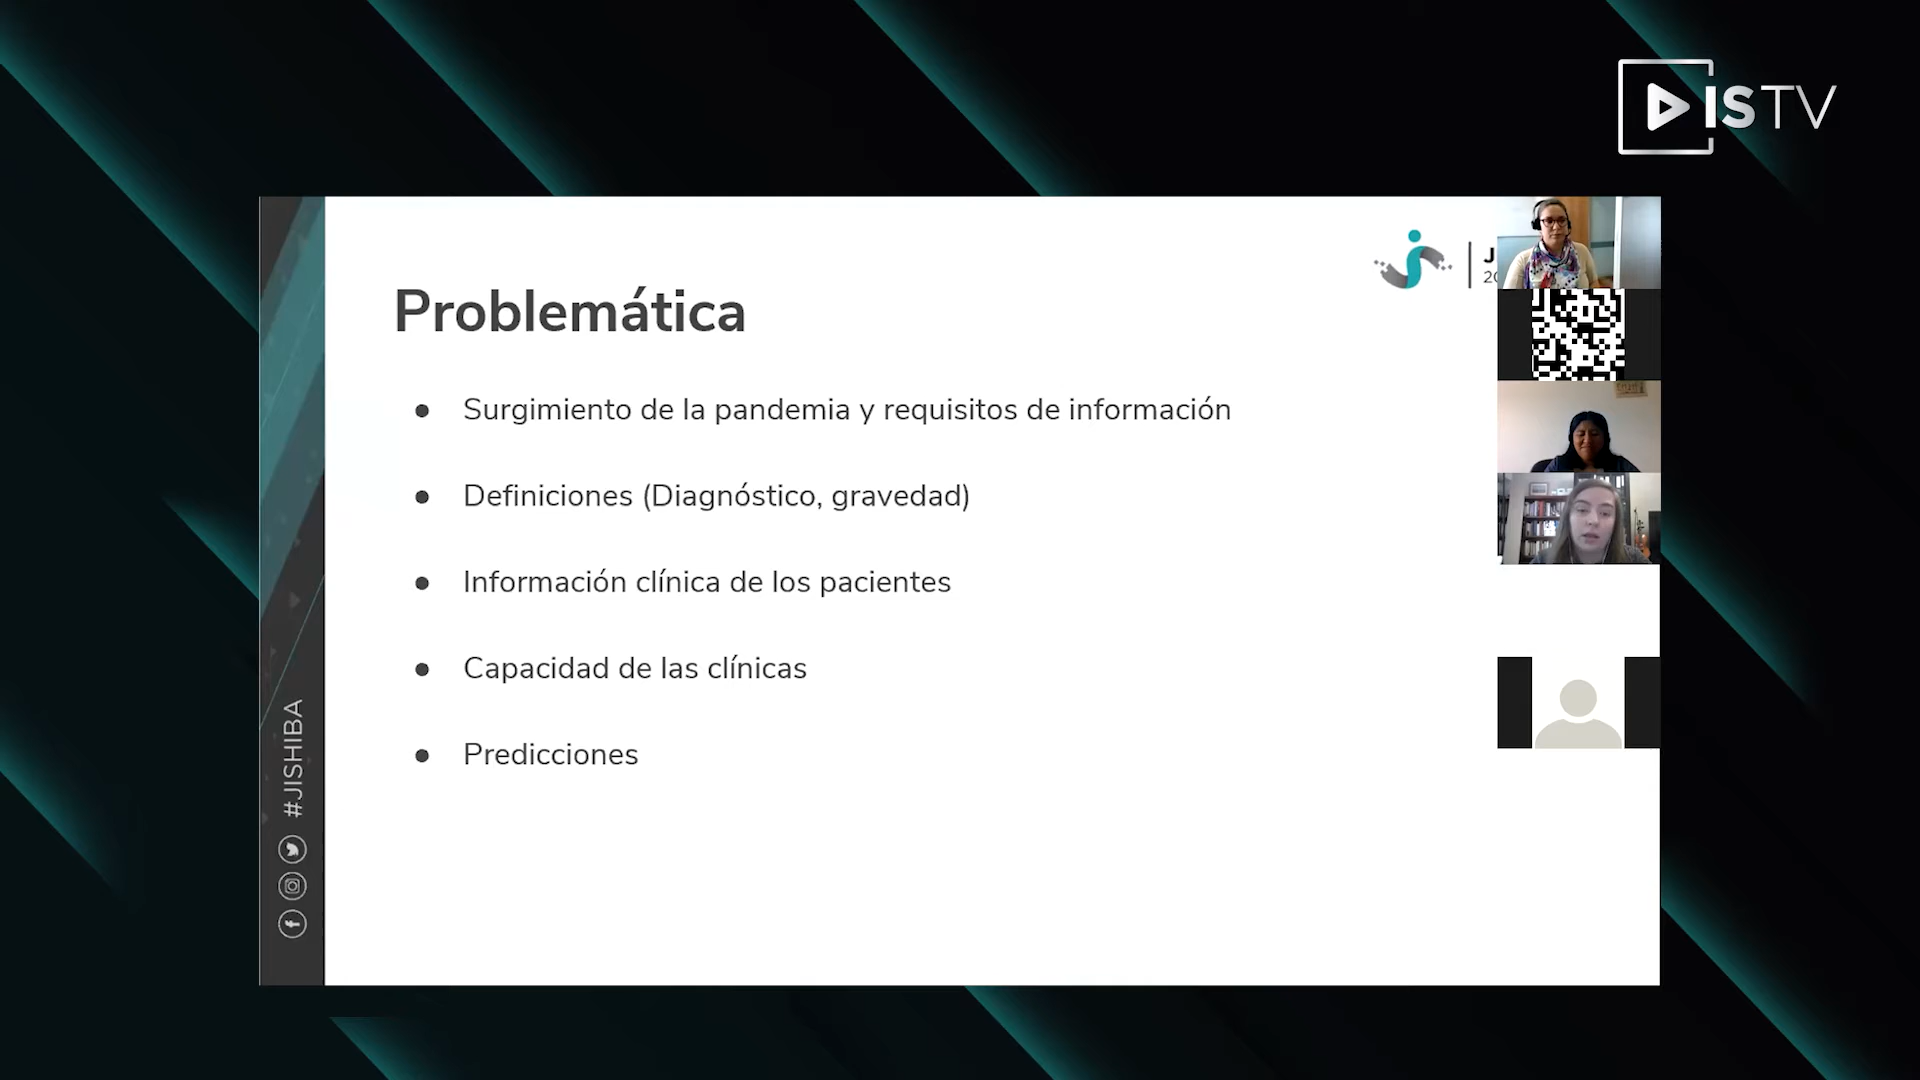 ISTV
Problemática
• Surgimiento de la pandemia y requisitos de información
• Definiciones (Diagnóstico, gravedad)
• Información clínica de los pacientes
• Capacidad de las clínicas
• Predicciones
#JISHIBA